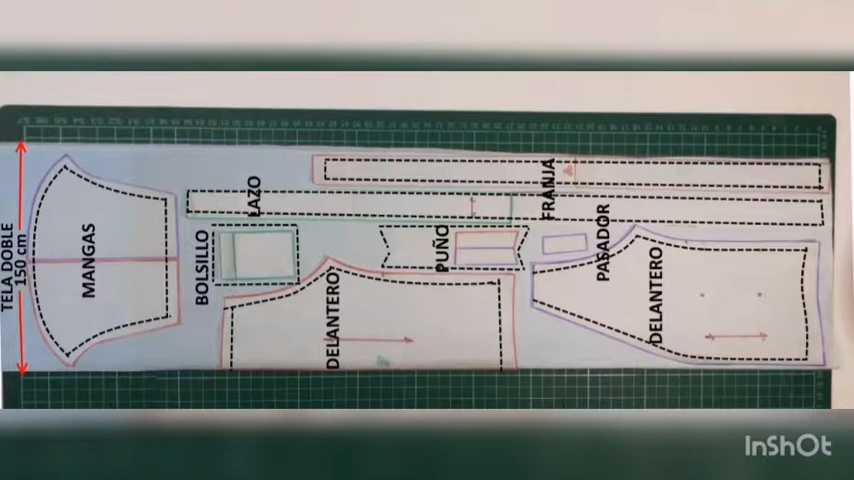 TELA DOBLE
150 cm
MANGAS
LAZO
BOLSILLO
DELANTERO
PUÑO
FRANJA
PASADOR
DELANTERO
InShOt